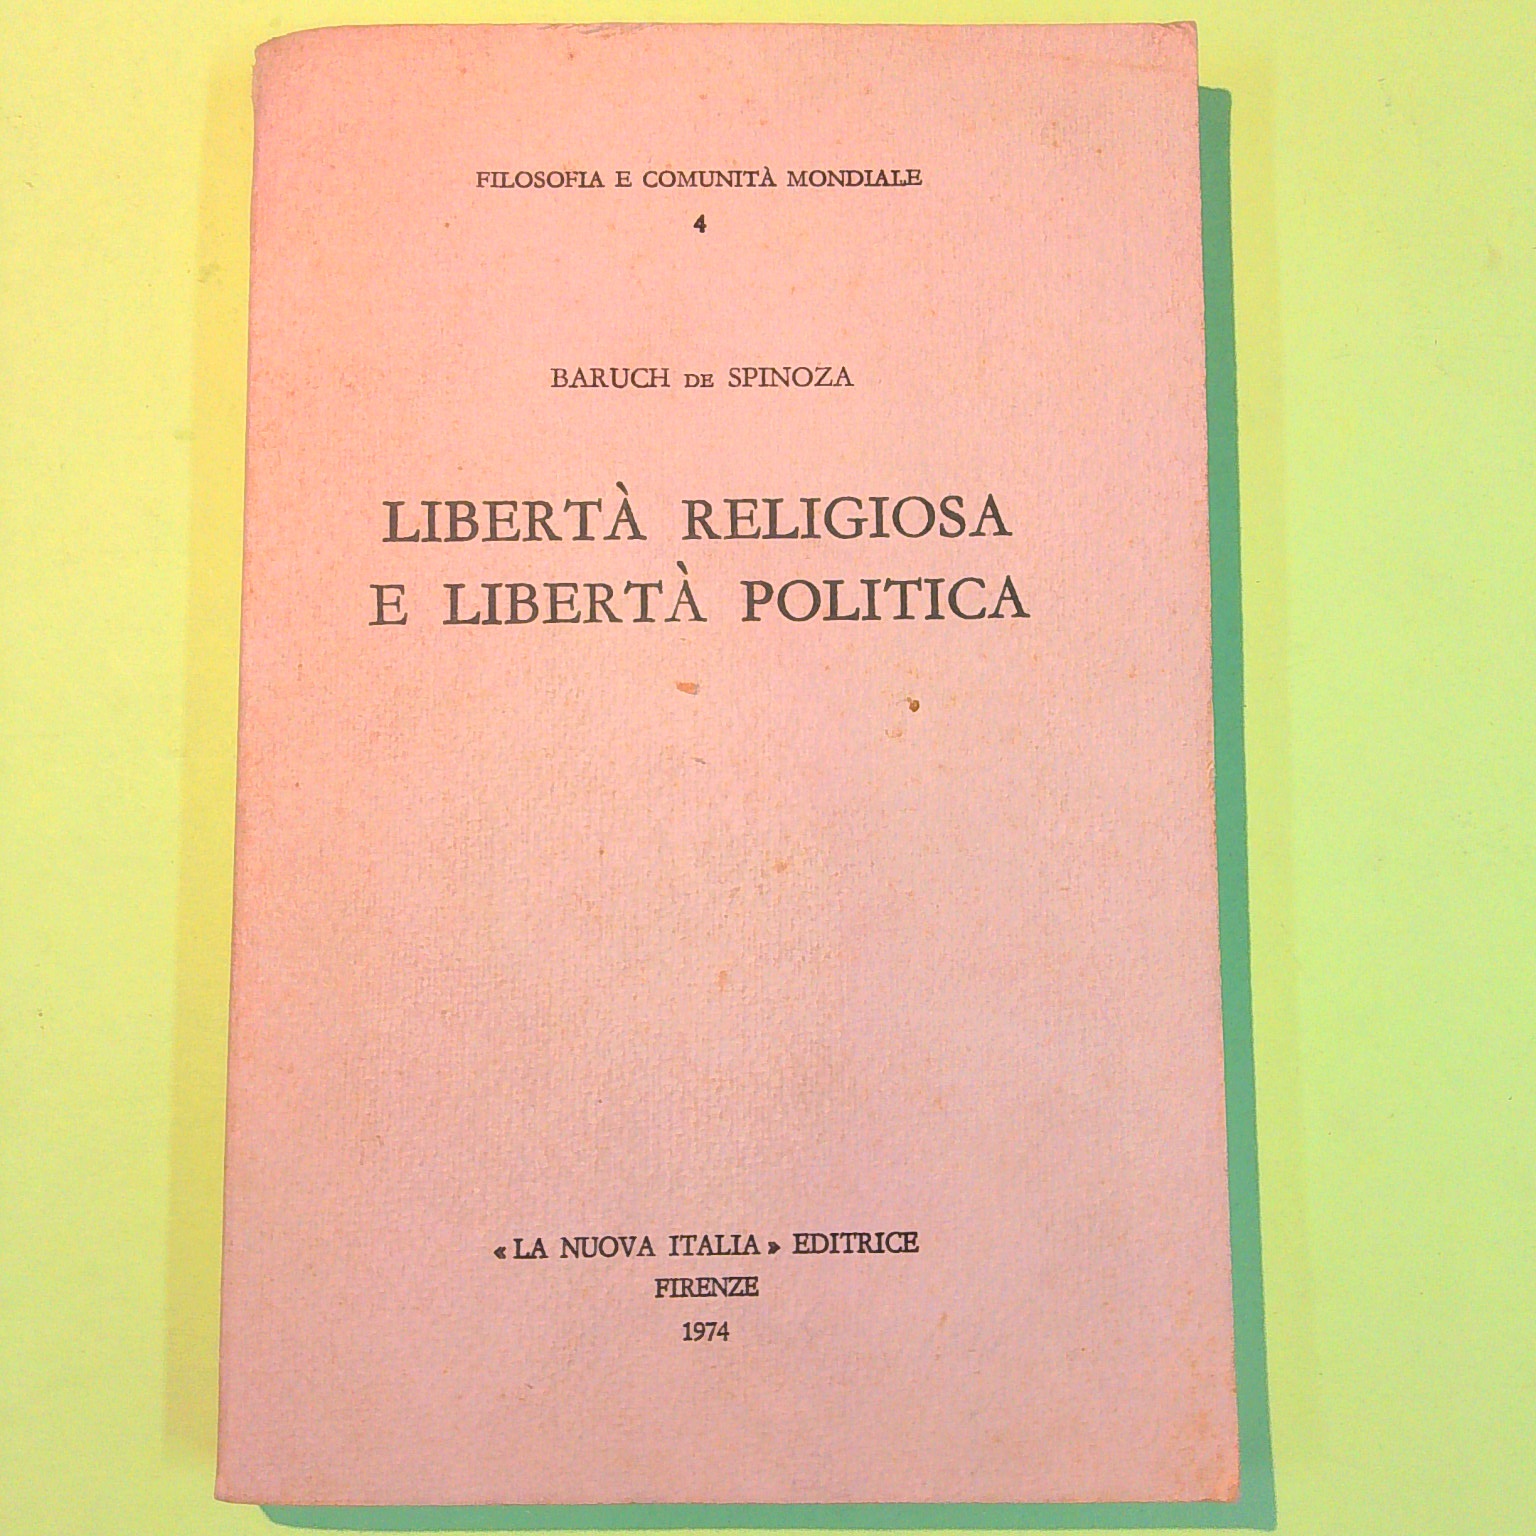 FILOSOFIA E COMUNITÀ MONDIALE
4
BARUCH DE SPINOZA
LIBERTÀ RELIGIOSA
E LIBERTÀ POLITICA
« LA NUOVA ITALIA » EDITRICE
FIRENZE
1974